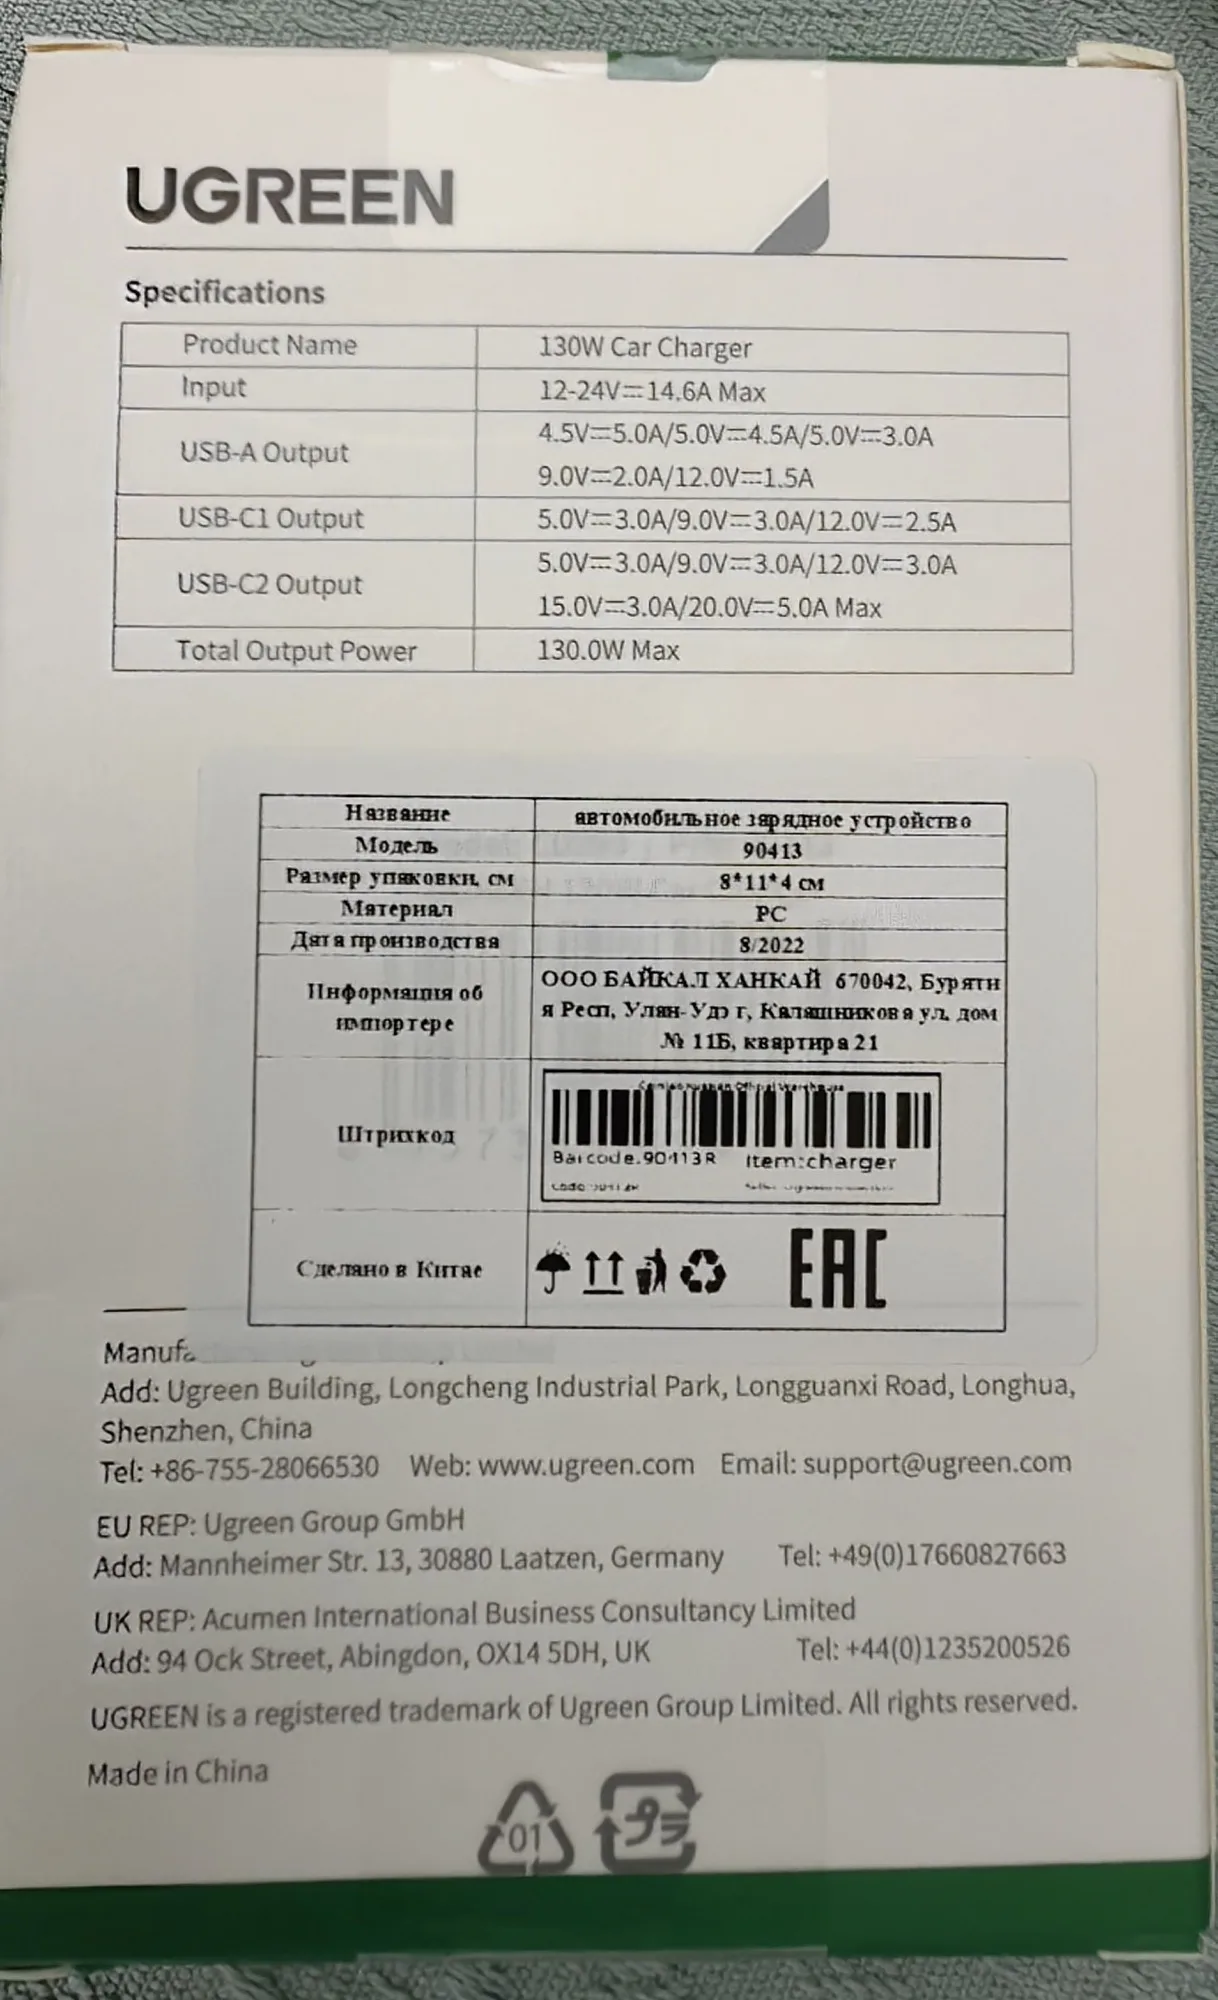 UGREEN
Specifications
Product Name 130W Car Charger
Input 12-24V⎓14.6A Max
USB-A Output 4.5V⎓5.0A/5.0V⎓4.5A/5.0V⎓3.0A
9.0V⎓2.0A/12.0V⎓1.5A
USB-C1 Output 5.0V⎓3.0A/9.0V⎓3.0A/12.0V⎓2.5A
USB-C2 Output 5.0V⎓3.0A/9.0V⎓3.0A/12.0V⎓3.0A
15.0V⎓3.0A/20.0V⎓5.0A Max
Total Output Power 130.0W Max
Название автомобильное зарядное устройство
Модель 90413
Размер упаковки, см 8*11*4 см
Материал PC
Дата производства 8/2022
Информация об импортере
ООО БАЙКАЛ ХАНКАЙ 670042, Буряти
я Респ, Улан-Удэ г, Калашникова ул, дом
№ 11Б, квартира 21
Штрихкод
Barcode.90413R Item:charger
Сделано в Китае EAC
Add: Ugreen Building, Longcheng Industrial Park, Longguanxi Road, Longhua,
Shenzhen, China
Tel: +86-755-28066530 Web: www.ugreen.com Email: support@ugreen.com
EU REP: Ugreen Group GmbH
Add: Mannheimer Str. 13, 30880 Laatzen, Germany Tel: +49(0)17660827663
UK REP: Acumen International Business Consultancy Limited
Add: 94 Ock Street, Abingdon, OX14 5DH, UK Tel: +44(0)1235200526
UGREEN is a registered trademark of Ugreen Group Limited. All rights reserved.
Made in China
01 プラ